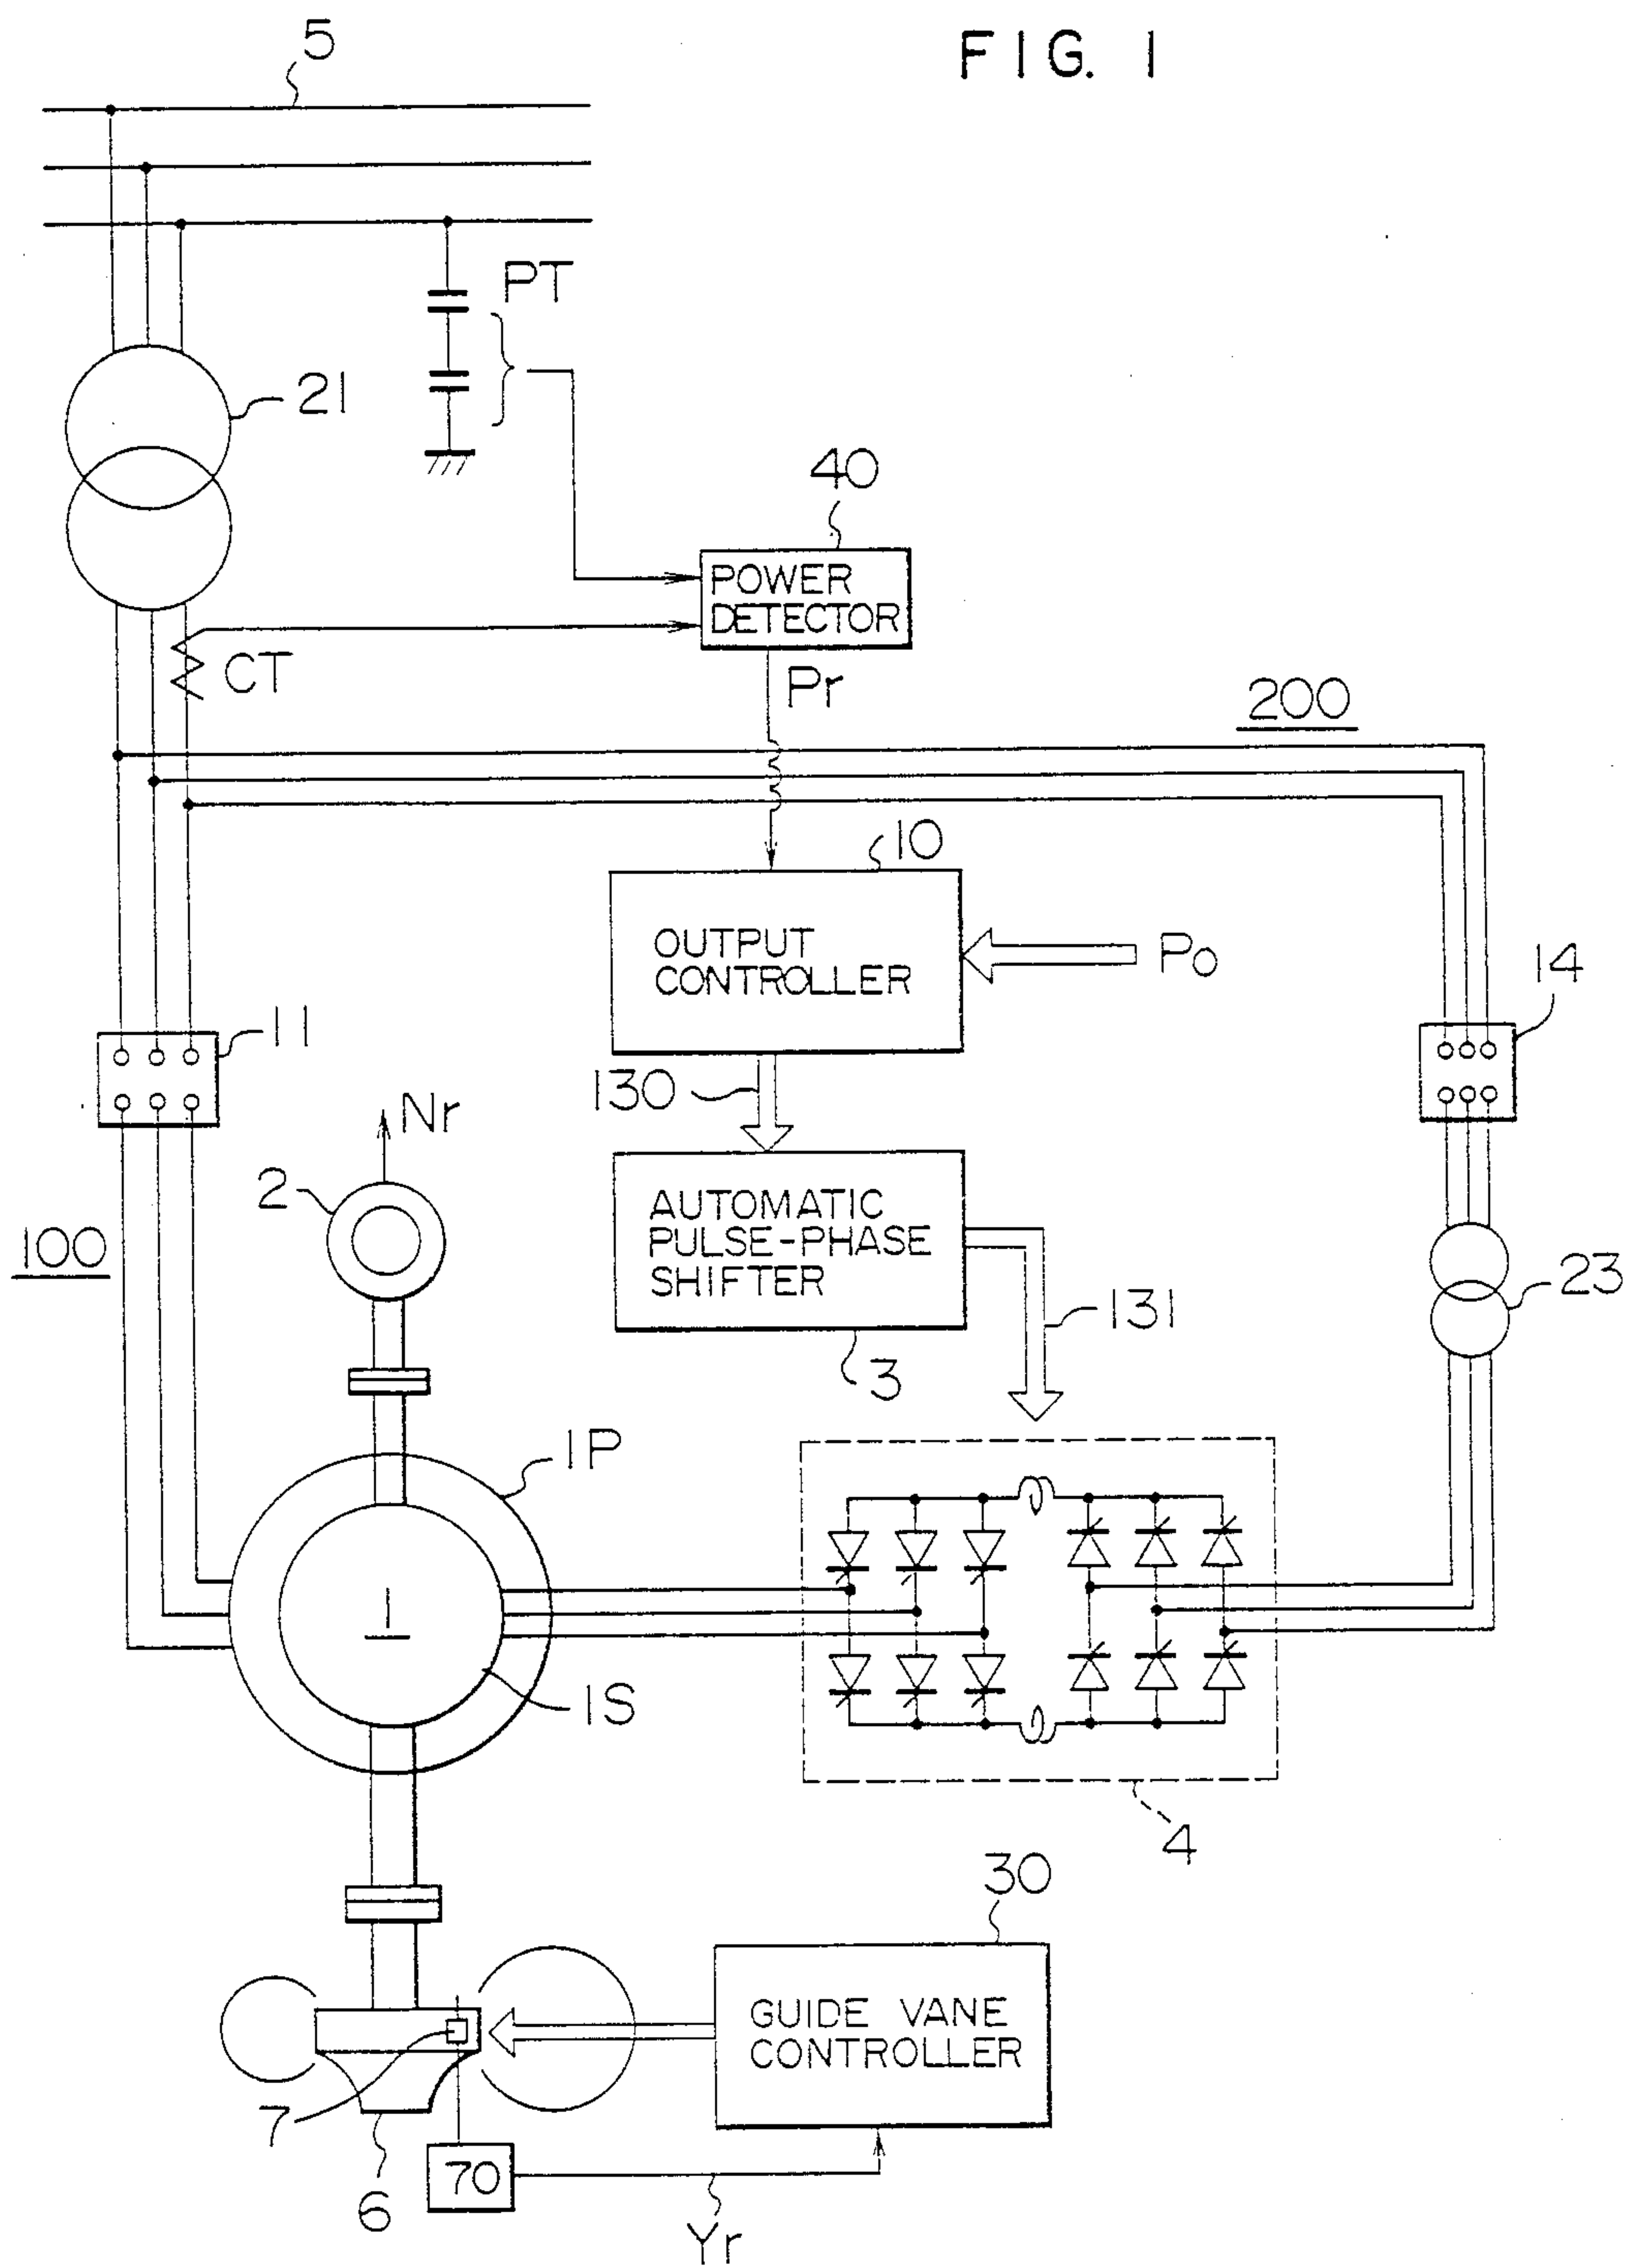 FIG. 1
5
PT
21
40
POWER
DETECTOR
CT
Pr
200
10
OUTPUT
CONTROLLER
Po
14
11
130
Nr
2
AUTOMATIC
PULSE-PHASE
SHIFTER
100
23
131
3
1P
1
1S
4
30
GUIDE VANE
CONTROLLER
7
70
6
Yr